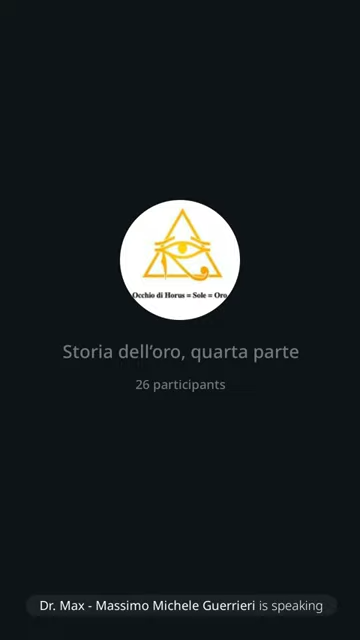 Occhio di Horus = Sole = Oro
Storia dell’oro, quarta parte
26 participants
Dr. Max - Massimo Michele Guerrieri is speaking